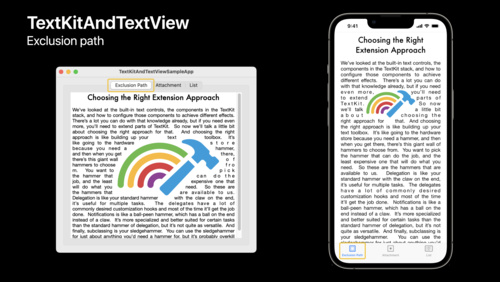 TextKitAndTextView
Exclusion path
TextKitAndTextViewSampleApp
Exclusion Path
Attachment
List
Choosing the Right Extension Approach
We've looked at the built-in text controls, the components in the TextKit
stack, and how to configure those components to achieve different
effects. There's a lot you can do with that knowledge already, but if you
need even more, you'll need to extend parts of TextKit. So now we'll talk a little bit
about choosing the right approach for that. And choosing the right
approach is like building up your text toolbox. It's
like going to the hardware store
because you need a hammer,
and then when you get there,
there's this giant wall of
hammers to choose fro
m. You want to pick
the hammer that can do the
job, and the least expensive one that
will do what you need. So these are
the hammers that are available to us.
Delegation is like your standard hammer with the claw on the end,
It's useful for multiple tasks. The delegates have a lot of
commonly desired customization hooks and most of the time it'll get the job
done. Notifications is like a ball-peen hammer, which has a ball on the end
instead of a claw. It's more specialized and better suited for certain tasks
than the standard hammer of delegation, but it's not quite as versatile. And
finally, subclassing is your sledgehammer. You can use the sledgehammer
for just about anything you'd need a hammer for, but it's probably overkill
9:41
Choosing the Right
Extension Approach
We've looked at the built-in text controls, the
components in the TextKit stack, and how to
configure those components to achieve
different effects. There's a lot you can do
with that knowledge already, but if you need
even more, you'll need
to extend parts of
TextKit. So now
we'll talk a little bit
about choosing the
right approach for that. And choosing the
right approach is like building up your
text toolbox. It's like going to the hardware
store because you need a hammer, and then
when you get there, there's this giant wall of
hammers to choose from. You want to pick
the hammer that can do the job, and the least
expensive one that will do what you
need. So these are the hammers that are
available to us. Delegation is like your
standard hammer with the claw on the end,
It's useful for multiple tasks. The delegates
have a lot of commonly desired
customization hooks and most of the time it'll
get the job done. Notifications is like a
ball-peen hammer, which has a ball on the
end instead of a claw. It's more specialized
and better suited for certain tasks than the
standard hammer of delegation, but it's not
quite as versatile. And finally, subclassing is
your sledgehammer. You can use the
sledgehammer for just about anything you'd
Exclusion Path
Attachment
List